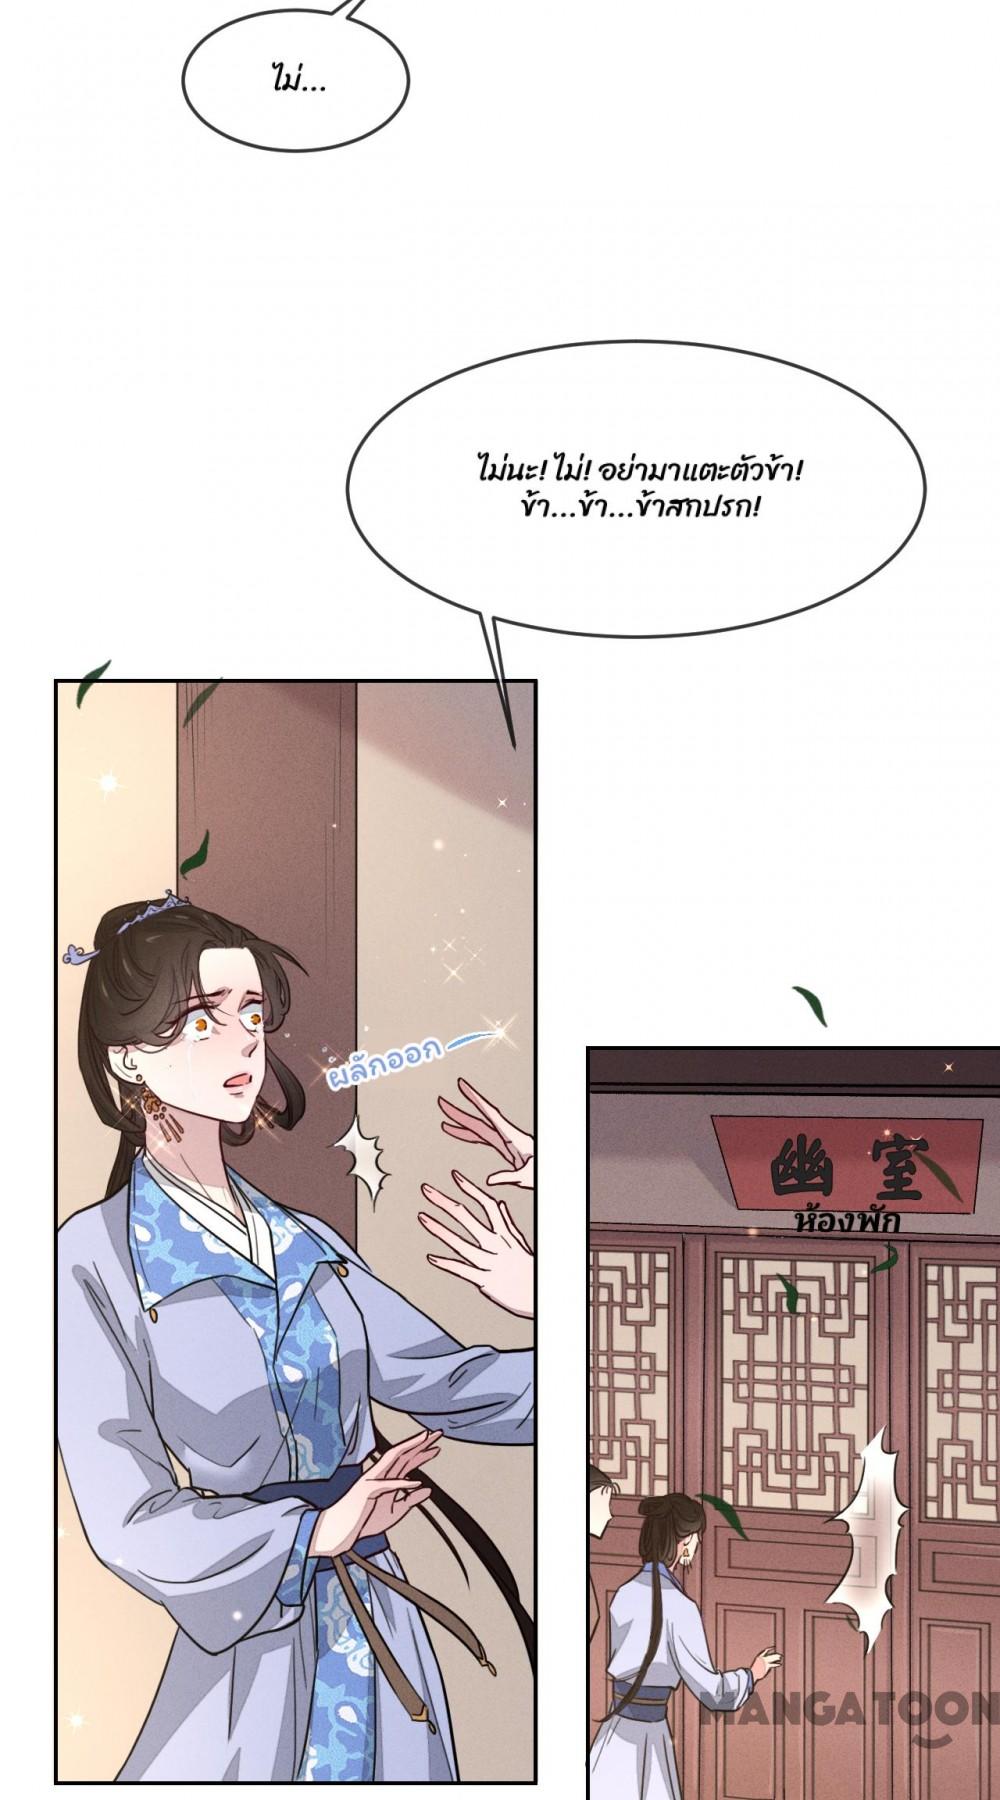 ไม่...
ไม่นะ! ไม่! อย่ามาแตะตัวข้า!
ข้า...ข้า...ข้าสกปรก!
ผลักออก
幽室
ห้องพัก
MANGATOON